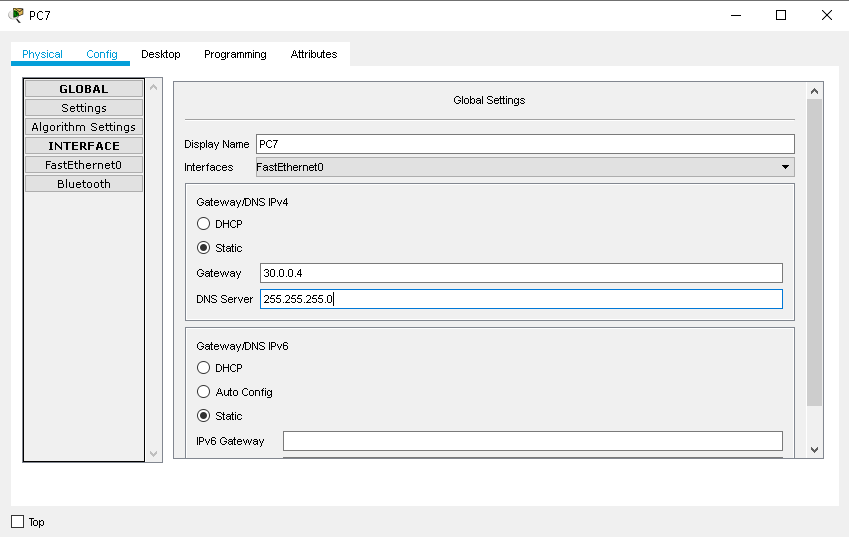 PC7
Physical Config Desktop Programming Attributes
GLOBAL
Settings
Algorithm Settings
INTERFACE
FastEthernet0
Bluetooth
Global Settings
Display Name PC7
Interfaces FastEthernet0
Gateway/DNS IPv4
DHCP
Static
Gateway 30.0.0.4
DNS Server 255.255.255.0
Gateway/DNS IPv6
DHCP
Auto Config
Static
IPv6 Gateway
Top